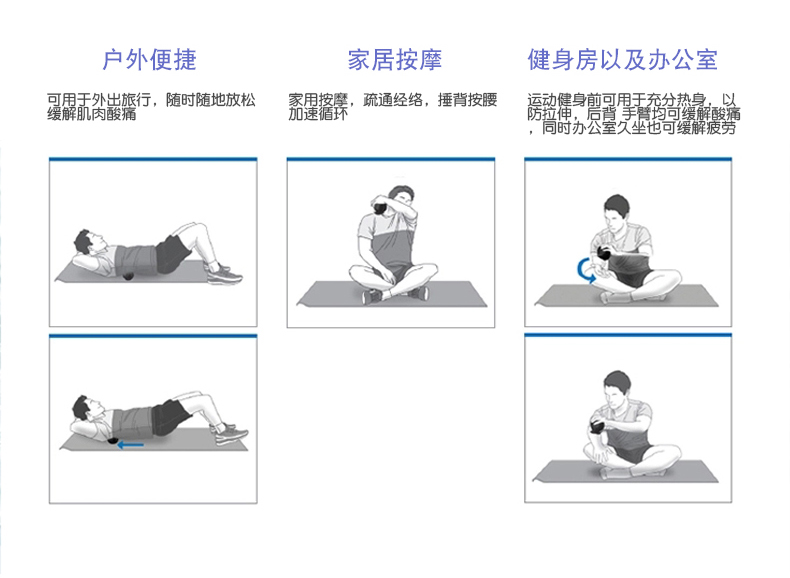 户外便捷
可用于外出旅行，随时随地放松
缓解肌肉酸痛
家居按摩
家用按摩，疏通经络，捶背按腰
加速循环
健身房以及办公室
运动健身前可用于充分热身，以
防拉伸，后背 手臂均可缓解酸痛
，同时办公室久坐也可缓解疲劳